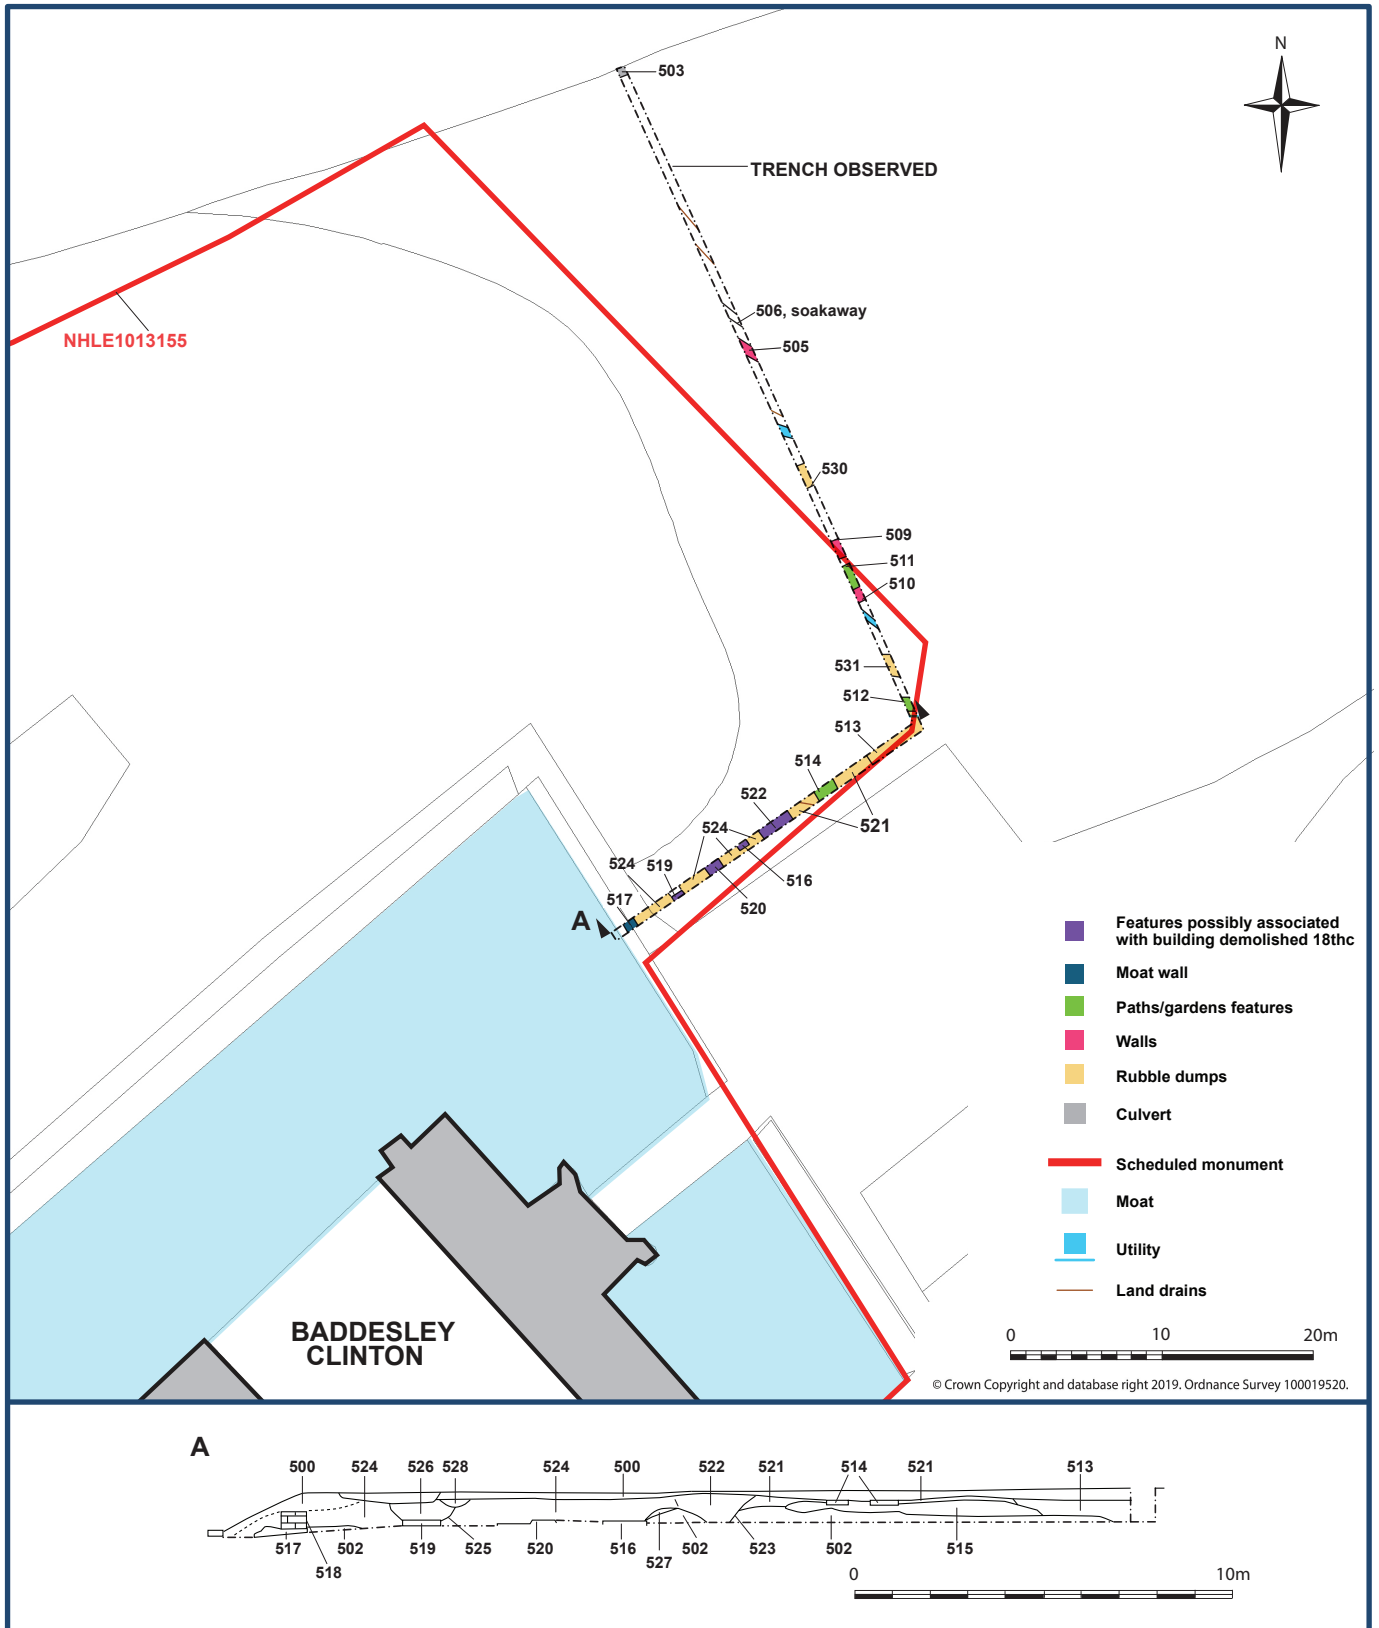 N
503
TRENCH OBSERVED
506, soakaway
NHLE1013155
505
530
509
511
510
531
512
513
514
522
521
524
524
519
516
517
520
A
Features possibly associated
with building demolished 18thc
Moat wall
Paths/gardens features
Walls
Rubble dumps
Culvert
Scheduled monument
Moat
Utility
Land drains
BADDESLEY
CLINTON
0 10 20m
© Crown Copyright and database right 2019. Ordnance Survey 100019520.
A
500 524 526 528 524 500 522 521 514 521 513
517 502 519 525 520 516 502 523 502 515
518 527
0 10m